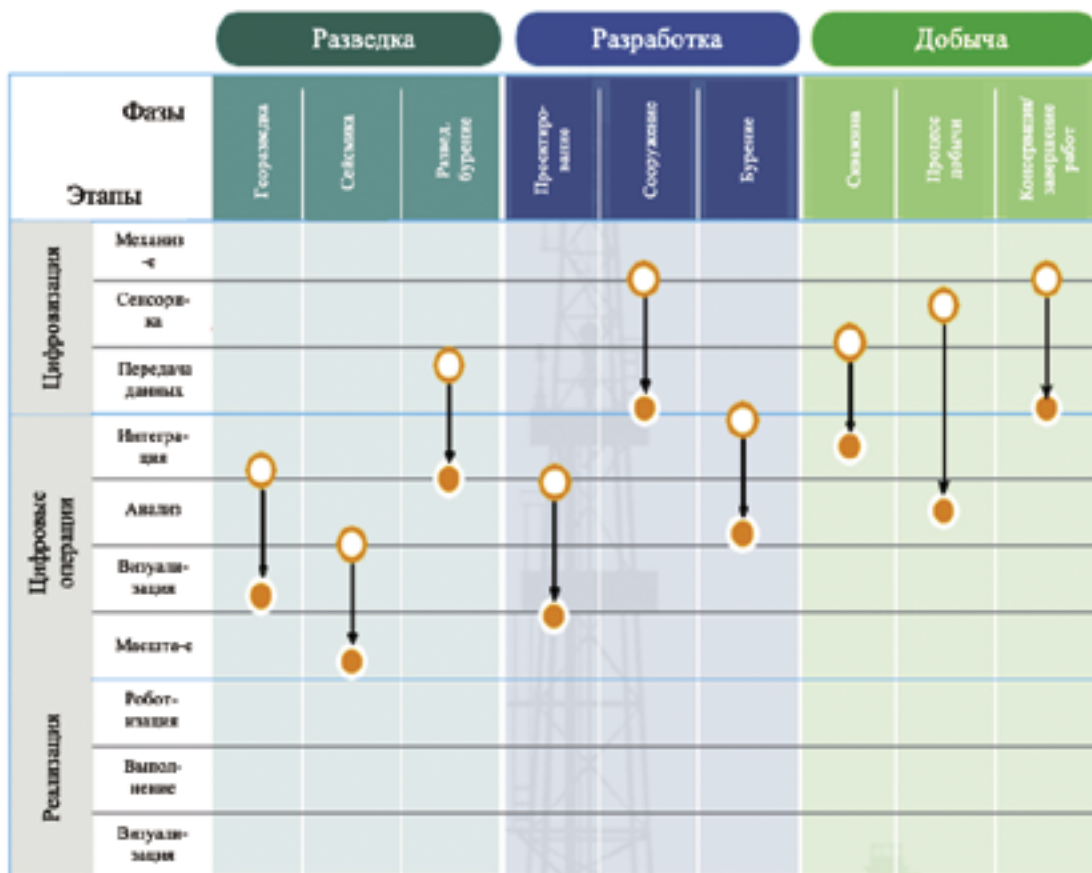 Разведка
Разработка
Добыча
Фазы
Этапы
Георазведка
Сейсмика
Развед.
бурение
Проектиро-
вание
Сооружение
Бурение
Скважина
Процесс
добычи
Консервация/
завершение
работ
Цифровизация
Механиз
-е
Сенсори-
ка
Передача
данных
Цифровые
операции
Интегра-
ция
Анализ
Визуали-
зация
Масшта-е
Реализация
Робот-
изация
Выпол-
нение
Визуали-
зация